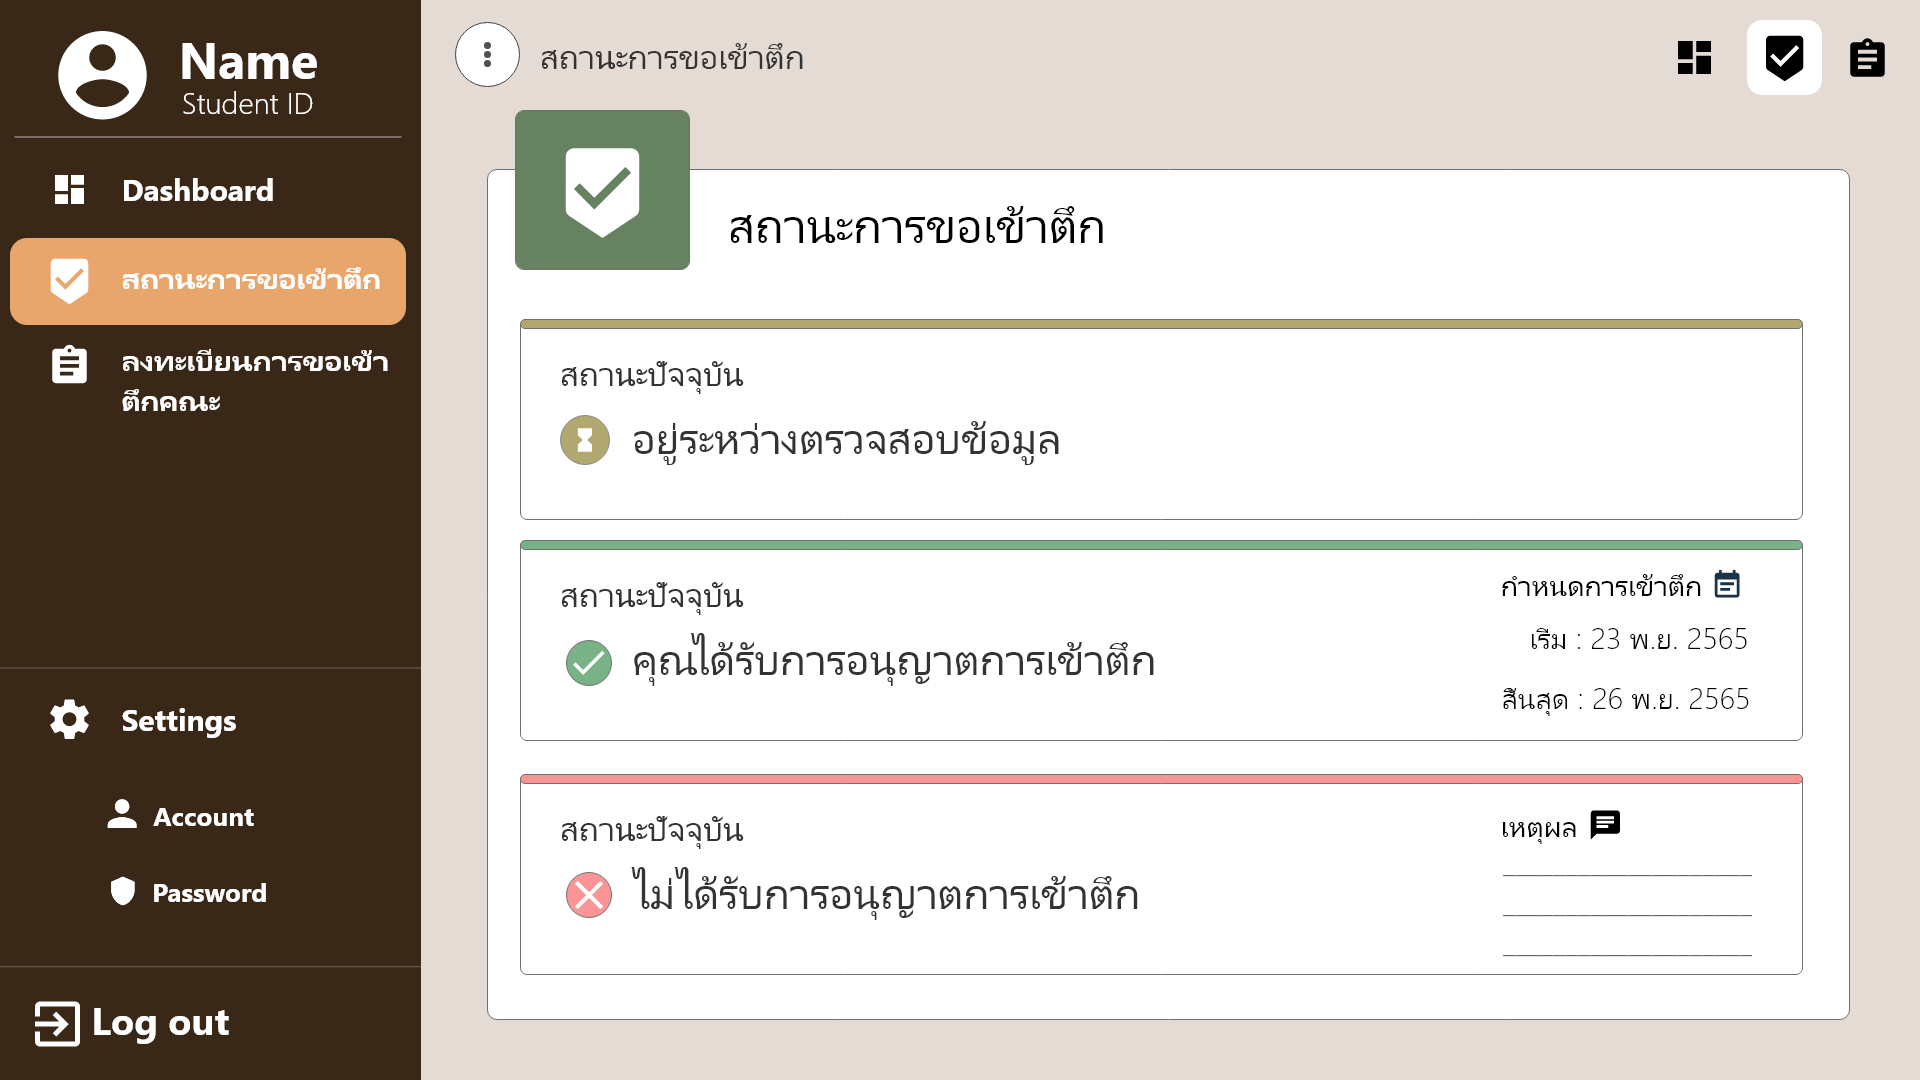 Name
Student ID
Dashboard
สถานะการขอเข้าตึก
ลงทะเบียนการขอเข้า
ตึกคณะ
Settings
Account
Password
Log out
สถานะการขอเข้าตึก
สถานะการขอเข้าตึก
สถานะปัจจุบัน
อยู่ระหว่างตรวจสอบข้อมูล
สถานะปัจจุบัน
คุณได้รับการอนุญาตการเข้าตึก
กำหนดการเข้าตึก
เริ่ม : 23 พ.ย. 2565
สิ้นสุด : 26 พ.ย. 2565
สถานะปัจจุบัน
ไม่ได้รับการอนุญาตการเข้าตึก
เหตุผล